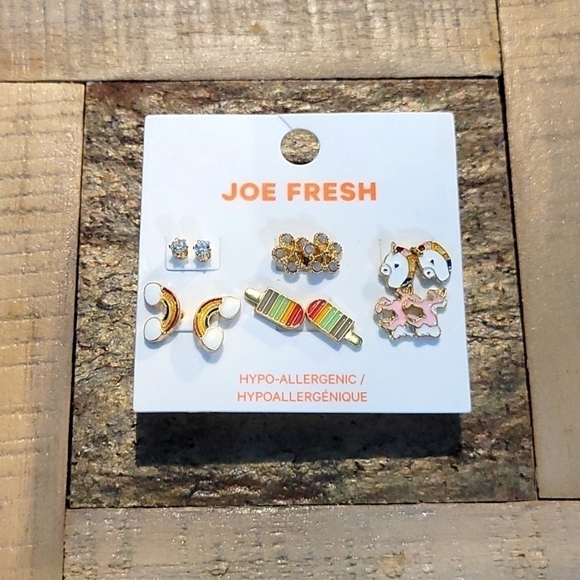 JOE FRESH
HYPO-ALLERGENIC /
HYPOALLERGÉNIQUE